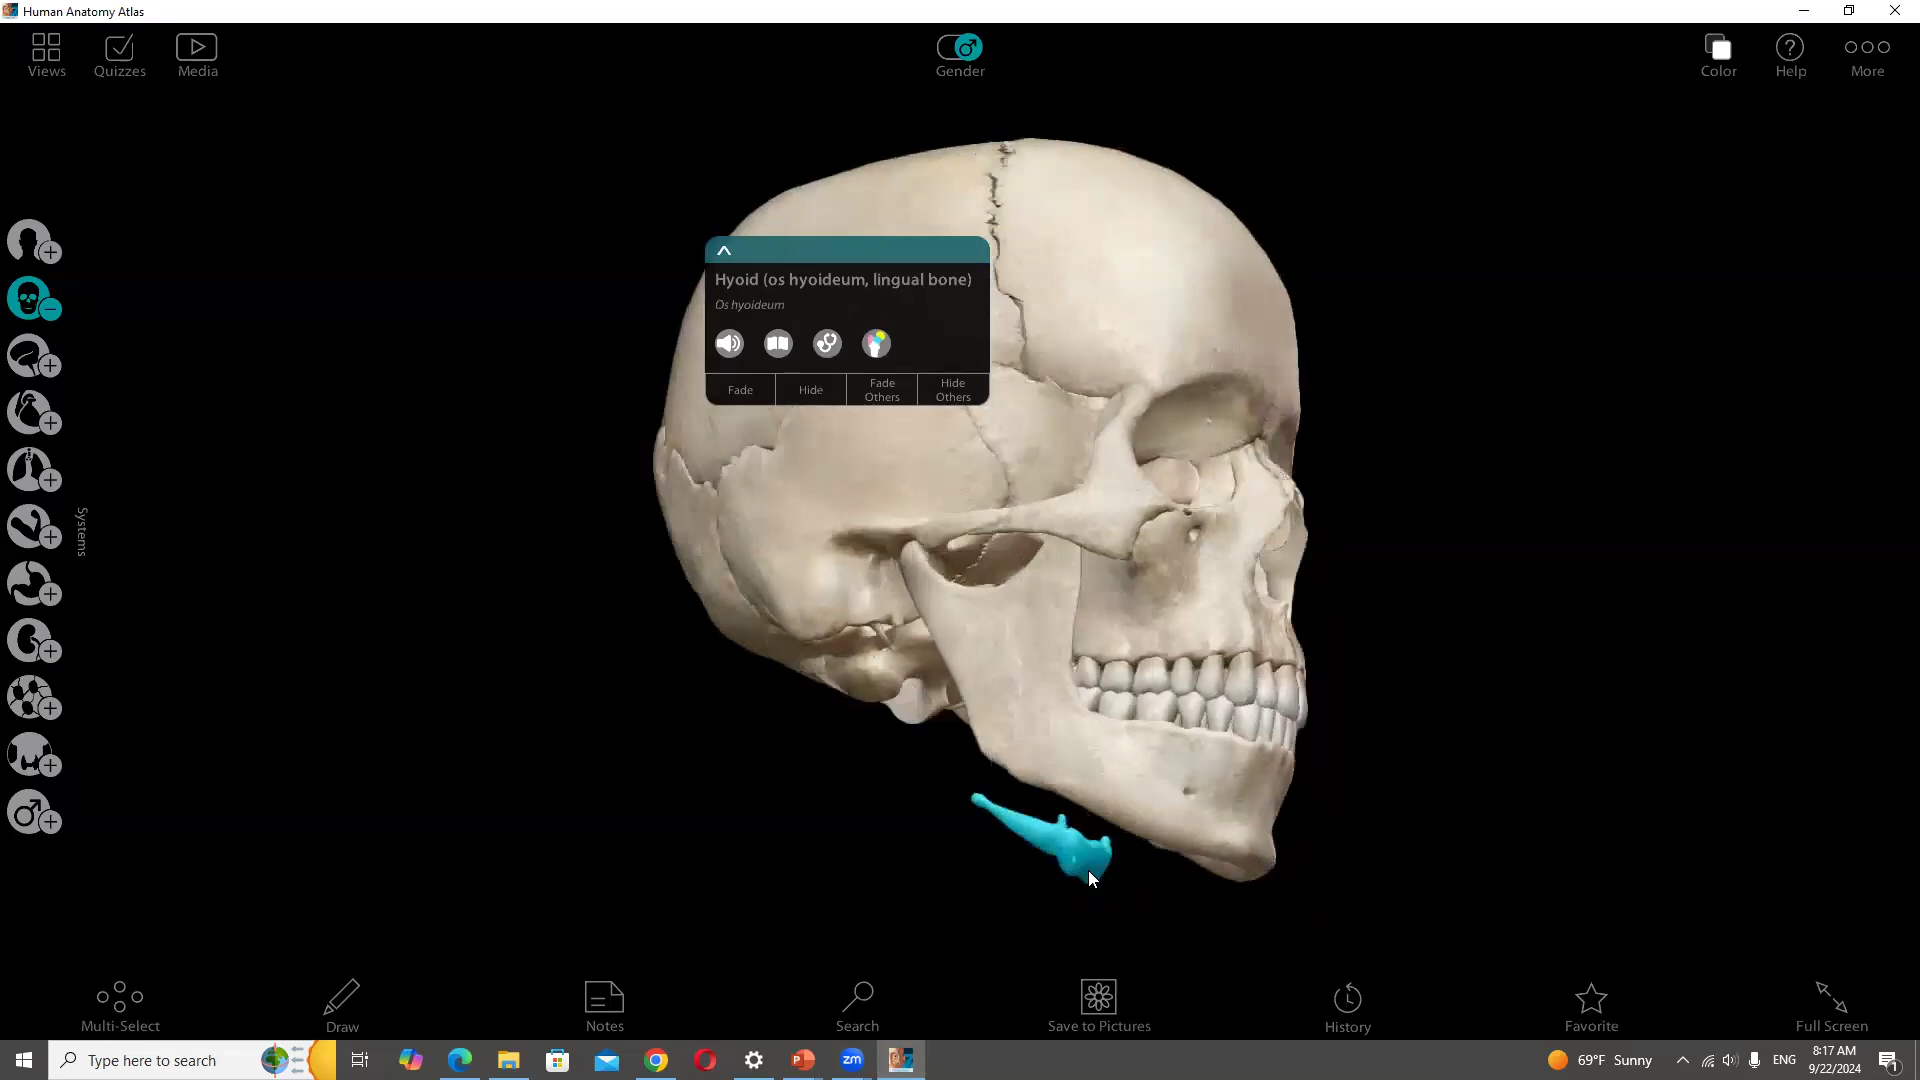 Human Anatomy Atlas
Views
Quizzes
Media
Gender
Color
Help
More
Hyoid (os hyoideum, lingual bone)
Os hyoideum
Fade
Hide
Fade
Others
Hide
Others
Systems
Multi-Select
Draw
Notes
Search
Save to Pictures
History
Favorite
Full Screen
Type here to search
P
zm
69°F Sunny
ENG
8:17 AM
9/22/2024
1